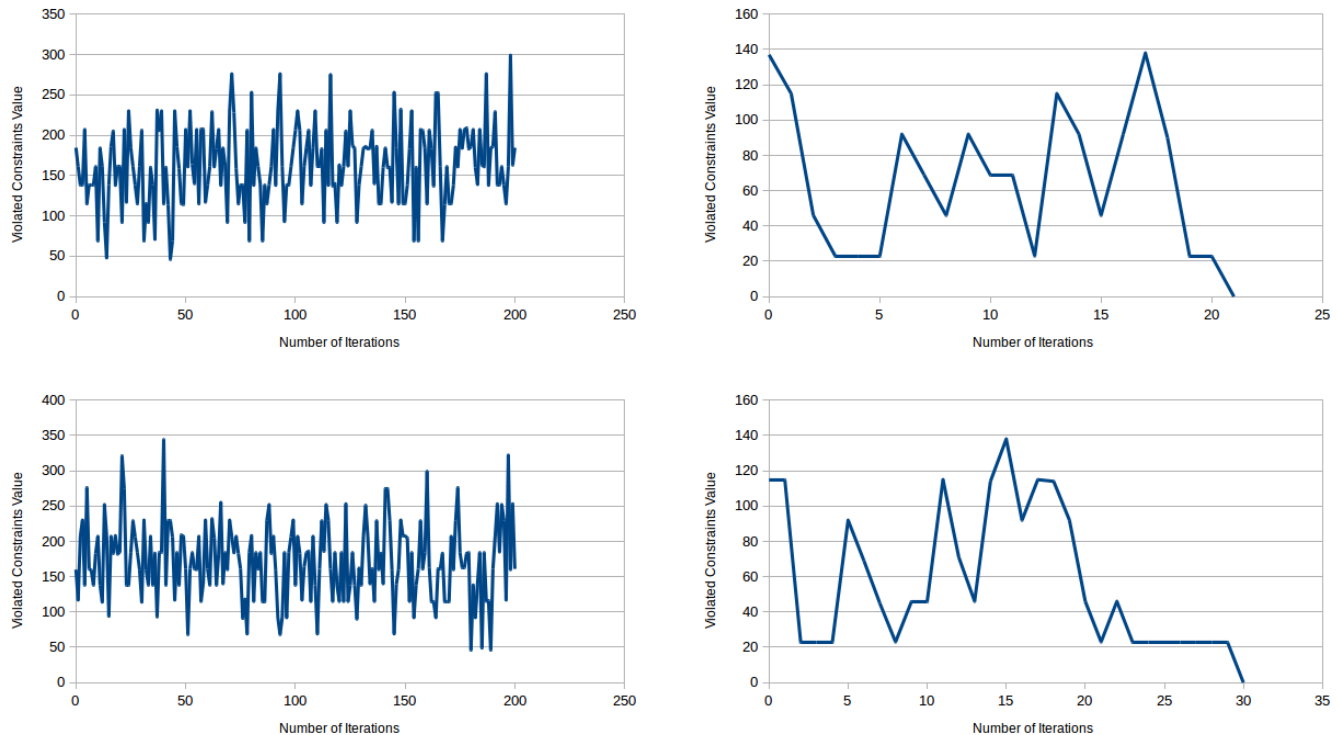 350
300
250
200
150
100
50
0
Violated Constraints Value
0 50 100 150 200 250
Number of Iterations
160
140
120
100
80
60
40
20
0
Violated Constraints Value
0 5 10 15 20 25
Number of Iterations
400
350
300
250
200
150
100
50
0
Violated Constraints Value
0 50 100 150 200 250
Number of Iterations
160
140
120
100
80
60
40
20
0
Violated Constraints Value
0 5 10 15 20 25 30 35
Number of Iterations